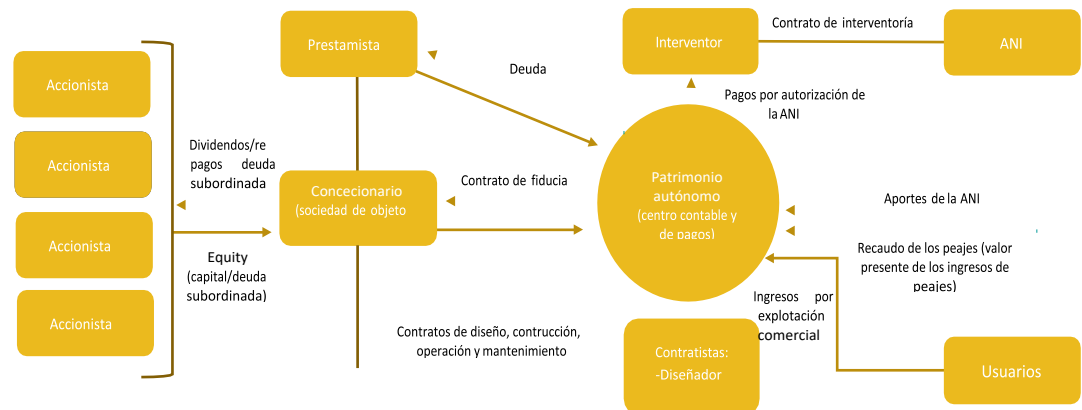 Accionista
Accionista
Accionista
Accionista
Dividendos/re
pagos deuda
subordinada
Equity
(capital/deuda
subordinada)
Prestamista
Concecionario
(sociedad de objeto
Deuda
Contrato de fiducia
Contratos de diseño, contrucción,
operación y mantenimiento
Interventor
Contrato de interventoría
ANI
Pagos por autorización de
la ANI
Patrimonio
autónomo
(centro contable y
de pagos)
Aportes de la ANI
Recaudo de los peajes (valor
presente de los ingresos de
peajes)
Ingresos por
explotación
comercial
Contratistas:
-Diseñador
Usuarios